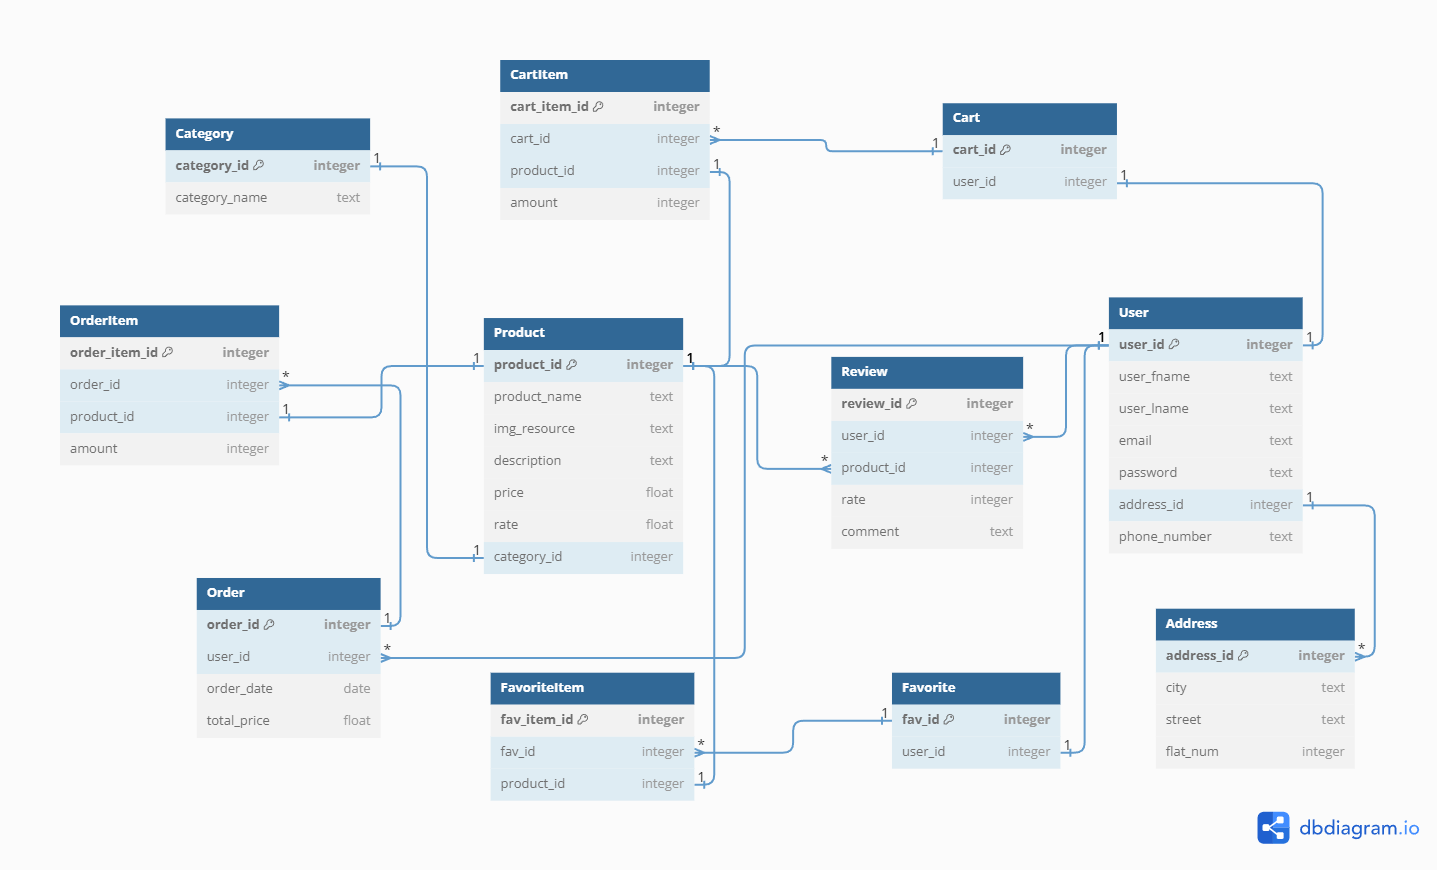 CartItem
cart_item_id integer
cart_id integer
product_id integer
amount integer
*
1
Cart
cart_id integer
user_id integer
1
1
Category
category_id integer
category_name text
1
OrderItem
order_item_id integer
order_id integer
product_id integer
amount integer
*
1
Product
product_id integer
product_name text
img_resource text
description text
price float
rate float
category_id integer
1
1
1
Review
review_id integer
user_id integer
product_id integer
rate integer
comment text
*
*
User
user_id integer
user_fname text
user_lname text
email text
password text
address_id integer
phone_number text
1
1
1
Order
order_id integer
user_id integer
order_date date
total_price float
1
*
FavoriteItem
fav_item_id integer
fav_id integer
product_id integer
*
1
Favorite
fav_id integer
user_id integer
1
1
Address
address_id integer
city text
street text
flat_num integer
*
dbdiagram.io